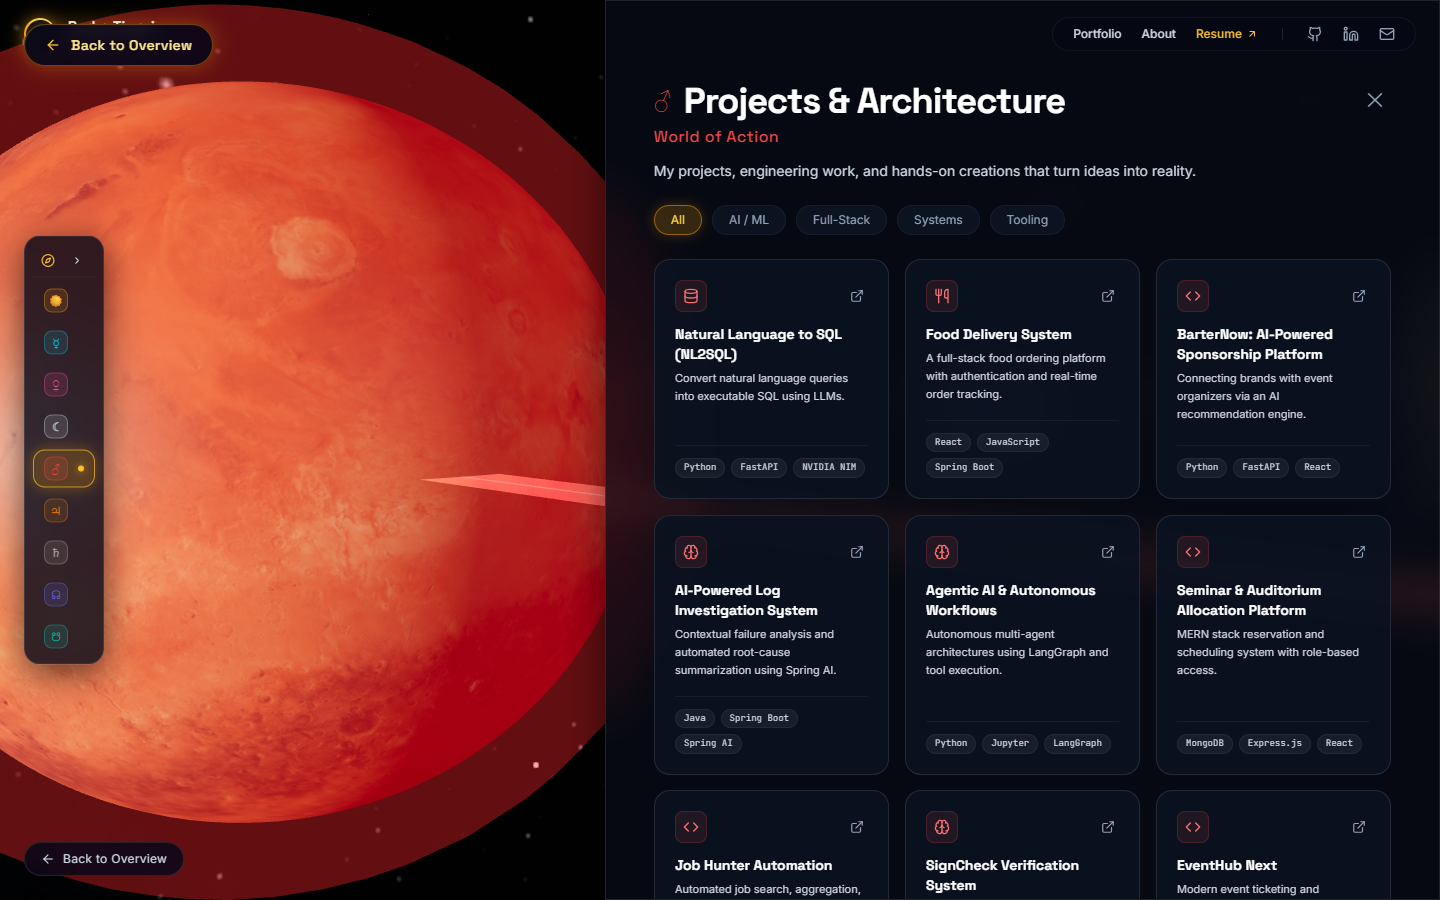 Back to Overview
Portfolio
About
Resume
Projects & Architecture
World of Action
My projects, engineering work, and hands-on creations that turn ideas into reality.
All
AI / ML
Full-Stack
Systems
Tooling
Natural Language to SQL
(NL2SQL)
Convert natural language queries
into executable SQL using LLMs.
Python
FastAPI
NVIDIA NIM
Food Delivery System
A full-stack food ordering platform
with authentication and real-time
order tracking.
React
JavaScript
Spring Boot
BarterNow: AI-Powered
Sponsorship Platform
Connecting brands with event
organizers via an AI
recommendation engine.
Python
FastAPI
React
AI-Powered Log
Investigation System
Contextual failure analysis and
automated root-cause
summarization using Spring AI.
Java
Spring Boot
Spring AI
Agentic AI & Autonomous
Workflows
Autonomous multi-agent
architectures using LangGraph and
tool execution.
Python
Jupyter
LangGraph
Seminar & Auditorium
Allocation Platform
MERN stack reservation and
scheduling system with role-based
access.
MongoDB
Express.js
React
Job Hunter Automation
Automated job search, aggregation,
SignCheck Verification
System
EventHub Next
Modern event ticketing and
Back to Overview